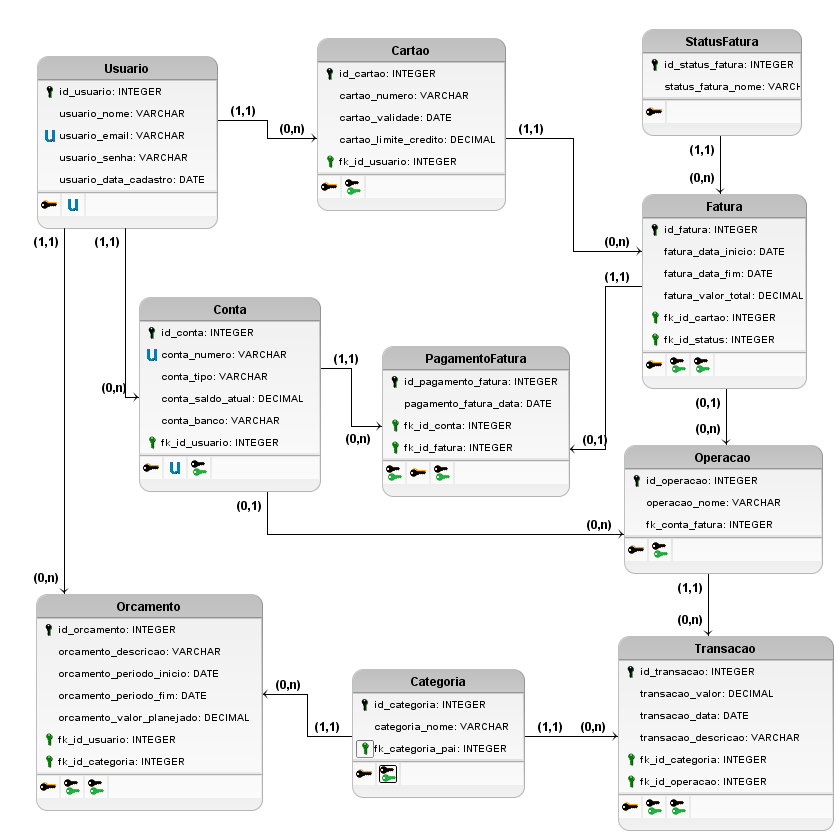 Usuario
id_usuario: INTEGER
usuario_nome: VARCHAR
u usuario_email: VARCHAR
usuario_senha: VARCHAR
usuario_data_cadastro: DATE
u
Cartao
id_cartao: INTEGER
cartao_numero: VARCHAR
cartao_validade: DATE
cartao_limite_credito: DECIMAL
fk_id_usuario: INTEGER
StatusFatura
id_status_fatura: INTEGER
status_fatura_nome: VARCH
(1,1)
(0,n)
(1,1)
(1,1)
(0,n)
Fatura
id_fatura: INTEGER
fatura_data_inicio: DATE
fatura_data_fim: DATE
fatura_valor_total: DECIMAL
fk_id_cartao: INTEGER
fk_id_status: INTEGER
(1,1)
(1,1)
(0,n)
(1,1)
Conta
id_conta: INTEGER
u conta_numero: VARCHAR
conta_tipo: VARCHAR
conta_saldo_atual: DECIMAL
conta_banco: VARCHAR
fk_id_usuario: INTEGER
u
(0,n)
(1,1)
(0,n)
PagamentoFatura
id_pagamento_fatura: INTEGER
pagamento_fatura_data: DATE
fk_id_conta: INTEGER
fk_id_fatura: INTEGER
(0,1)
(0,1)
(0,n)
Operacao
id_operacao: INTEGER
operacao_nome: VARCHAR
fk_conta_fatura: INTEGER
(0,1)
(0,n)
(0,n)
(1,1)
(0,n)
Orcamento
id_orcamento: INTEGER
orcamento_descricao: VARCHAR
orcamento_periodo_inicio: DATE
orcamento_periodo_fim: DATE
orcamento_valor_planejado: DECIMAL
fk_id_usuario: INTEGER
fk_id_categoria: INTEGER
(0,n)
(1,1)
Categoria
id_categoria: INTEGER
categoria_nome: VARCHAR
fk_categoria_pai: INTEGER
(1,1)
(0,n)
Transacao
id_transacao: INTEGER
transacao_valor: DECIMAL
transacao_data: DATE
transacao_descricao: VARCHAR
fk_id_categoria: INTEGER
fk_id_operacao: INTEGER